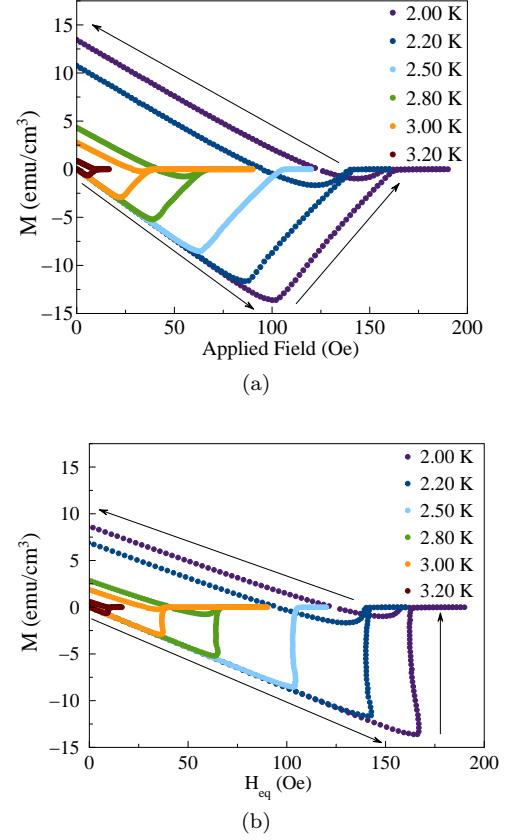 15
10
5
0
−5
−10
−15
M (emu/cm³)
2.00 K
2.20 K
2.50 K
2.80 K
3.00 K
3.20 K
0 50 100 150 200
Applied Field (Oe)
(a)
15
10
5
0
−5
−10
−15
M (emu/cm³)
2.00 K
2.20 K
2.50 K
2.80 K
3.00 K
3.20 K
0 50 100 150 200
H_eq (Oe)
(b)